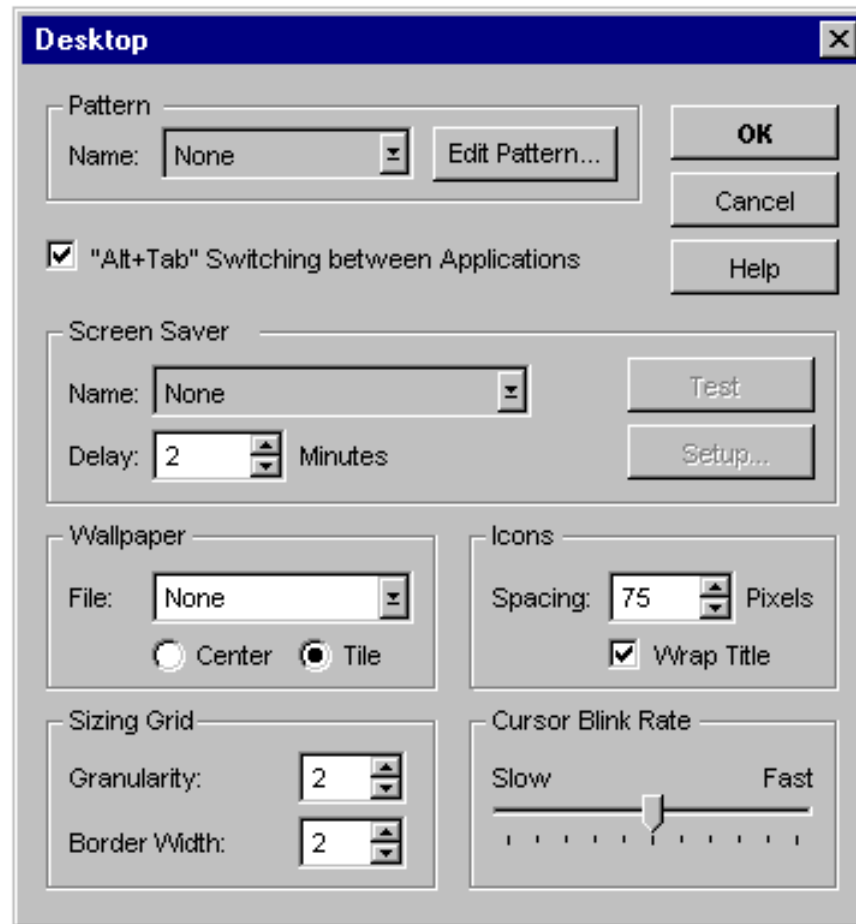 Desktop
Pattern
Name: None Edit Pattern...
OK
Cancel
Help
"Alt+Tab" Switching between Applications
Screen Saver
Name: None Test
Delay: 2 Minutes Setup...
Wallpaper
File: None
Center Tile
Icons
Spacing: 75 Pixels
Wrap Title
Sizing Grid
Granularity: 2
Border Width: 2
Cursor Blink Rate
Slow Fast